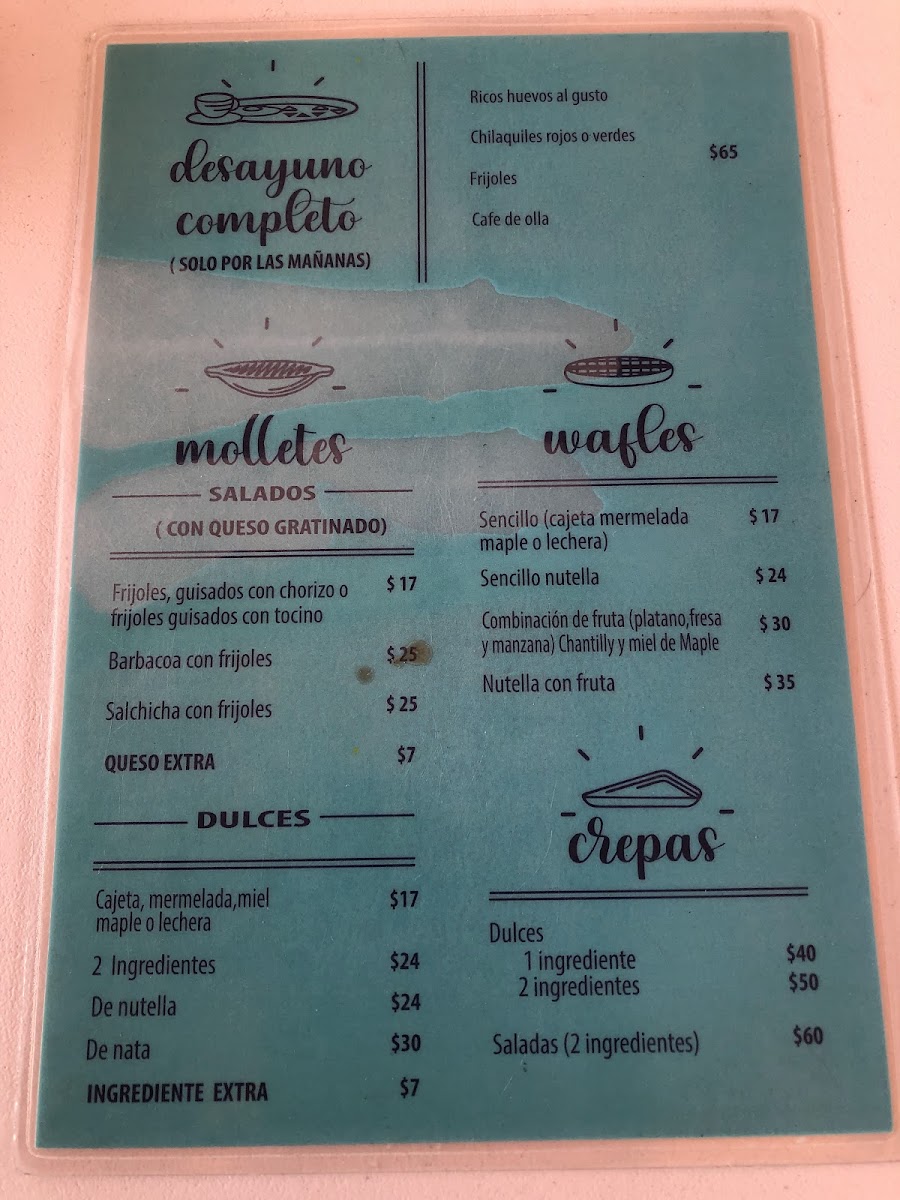 desayuno
completo
( SOLO POR LAS MAÑANAS)
Ricos huevos al gusto
Chilaquiles rojos o verdes
$65
Frijoles
Cafe de olla
molletes
SALADOS
( CON QUESO GRATINADO)
Frijoles, guisados con chorizo o $ 17
frijoles guisados con tocino
Barbacoa con frijoles $ 25
Salchicha con frijoles $ 25
QUESO EXTRA $7
DULCES
Cajeta, mermelada,miel $17
maple o lechera
2 Ingredientes $24
De nutella $24
De nata $30
INGREDIENTE EXTRA $7
wafles
Sencillo (cajeta mermelada $ 17
maple o lechera)
Sencillo nutella $ 24
Combinación de fruta (platano,fresa $ 30
y manzana) Chantilly y miel de Maple
Nutella con fruta $ 35
crepas
Dulces
1 ingrediente $40
2 ingredientes $50
Saladas (2 ingredientes) $60